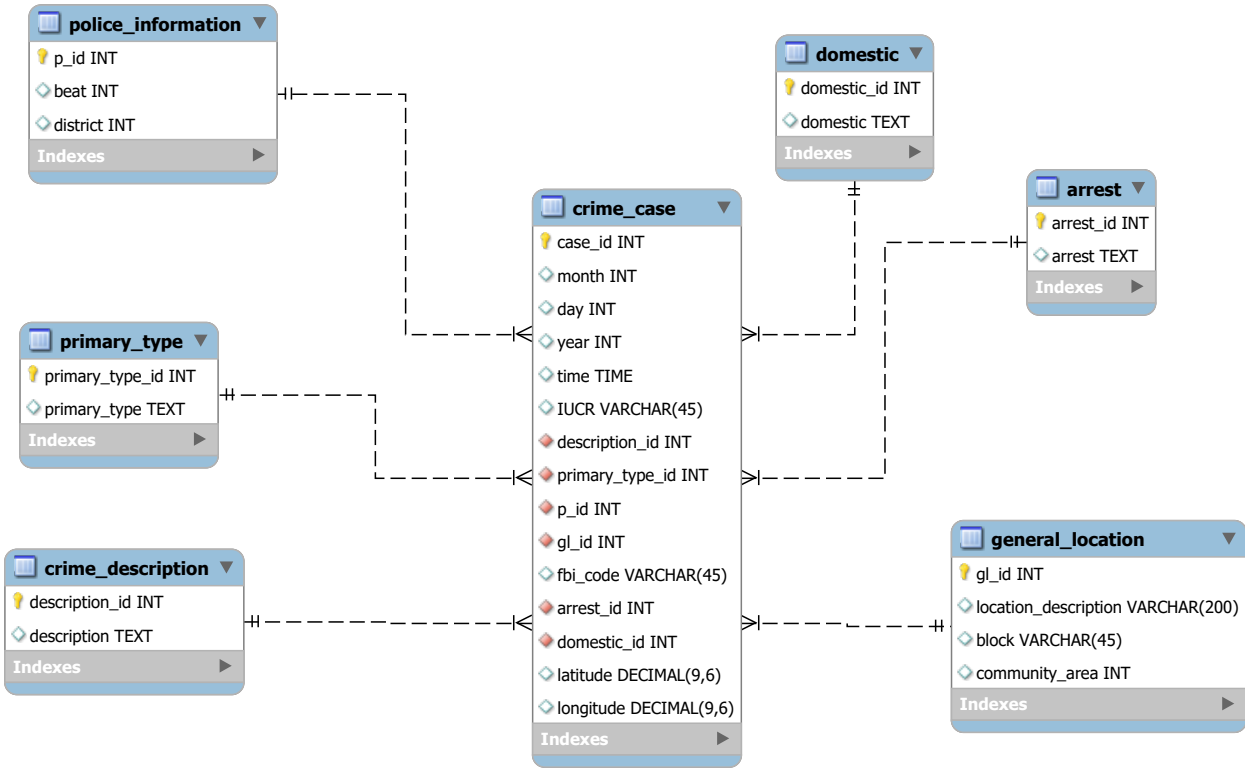 police_information
p_id INT
beat INT
district INT
Indexes
domestic
domestic_id INT
domestic TEXT
Indexes
arrest
arrest_id INT
arrest TEXT
Indexes
crime_case
case_id INT
month INT
day INT
year INT
time TIME
IUCR VARCHAR(45)
description_id INT
primary_type_id INT
p_id INT
gl_id INT
fbi_code VARCHAR(45)
arrest_id INT
domestic_id INT
latitude DECIMAL(9,6)
longitude DECIMAL(9,6)
Indexes
primary_type
primary_type_id INT
primary_type TEXT
Indexes
crime_description
description_id INT
description TEXT
Indexes
general_location
gl_id INT
location_description VARCHAR(200)
block VARCHAR(45)
community_area INT
Indexes